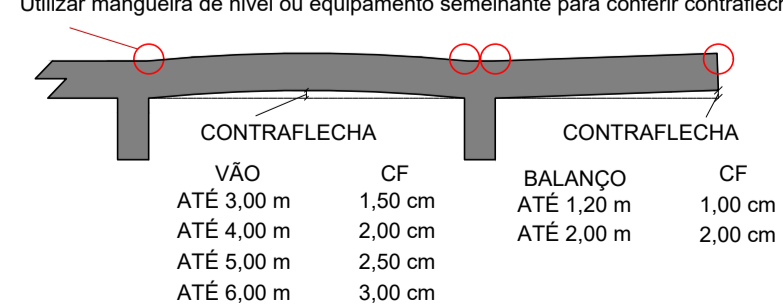 Utilizar mangueira de nível ou equipamento semelhante para conferir contraflecha
CONTRAFLECHA CONTRAFLECHA
VÃO CF BALANÇO CF
ATÉ 3,00 m 1,50 cm ATÉ 1,20 m 1,00 cm
ATÉ 4,00 m 2,00 cm ATÉ 2,00 m 2,00 cm
ATÉ 5,00 m 2,50 cm
ATÉ 6,00 m 3,00 cm